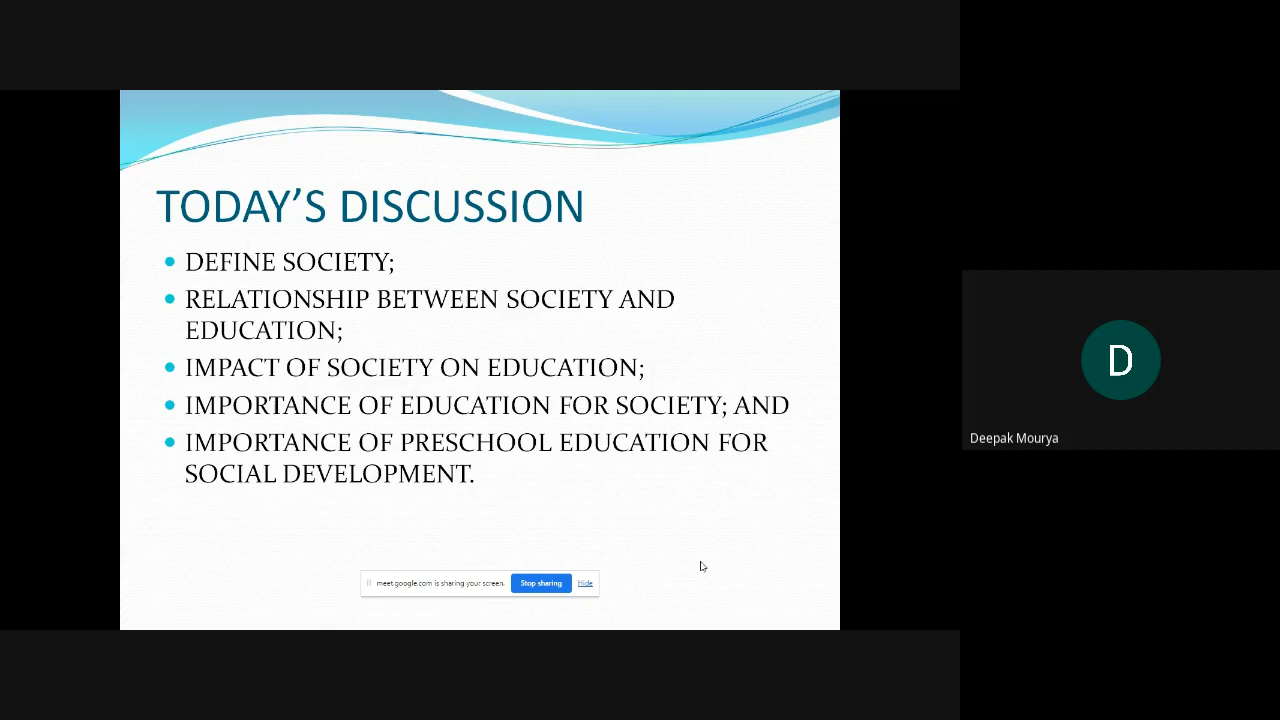 TODAY’S DISCUSSION
DEFINE SOCIETY;
RELATIONSHIP BETWEEN SOCIETY AND
EDUCATION;
IMPACT OF SOCIETY ON EDUCATION;
IMPORTANCE OF EDUCATION FOR SOCIETY; AND
IMPORTANCE OF PRESCHOOL EDUCATION FOR
SOCIAL DEVELOPMENT.
meet.google.com is sharing your screen. Stop sharing Hide
D
Deepak Mourya